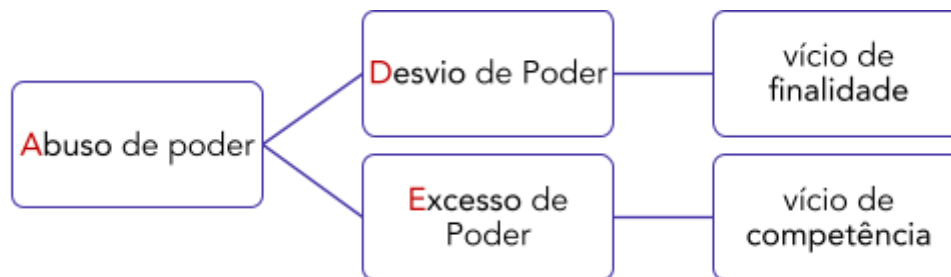 Abuso de poder
Desvio de Poder
vício de
finalidade
Excesso de
Poder
vício de
competência